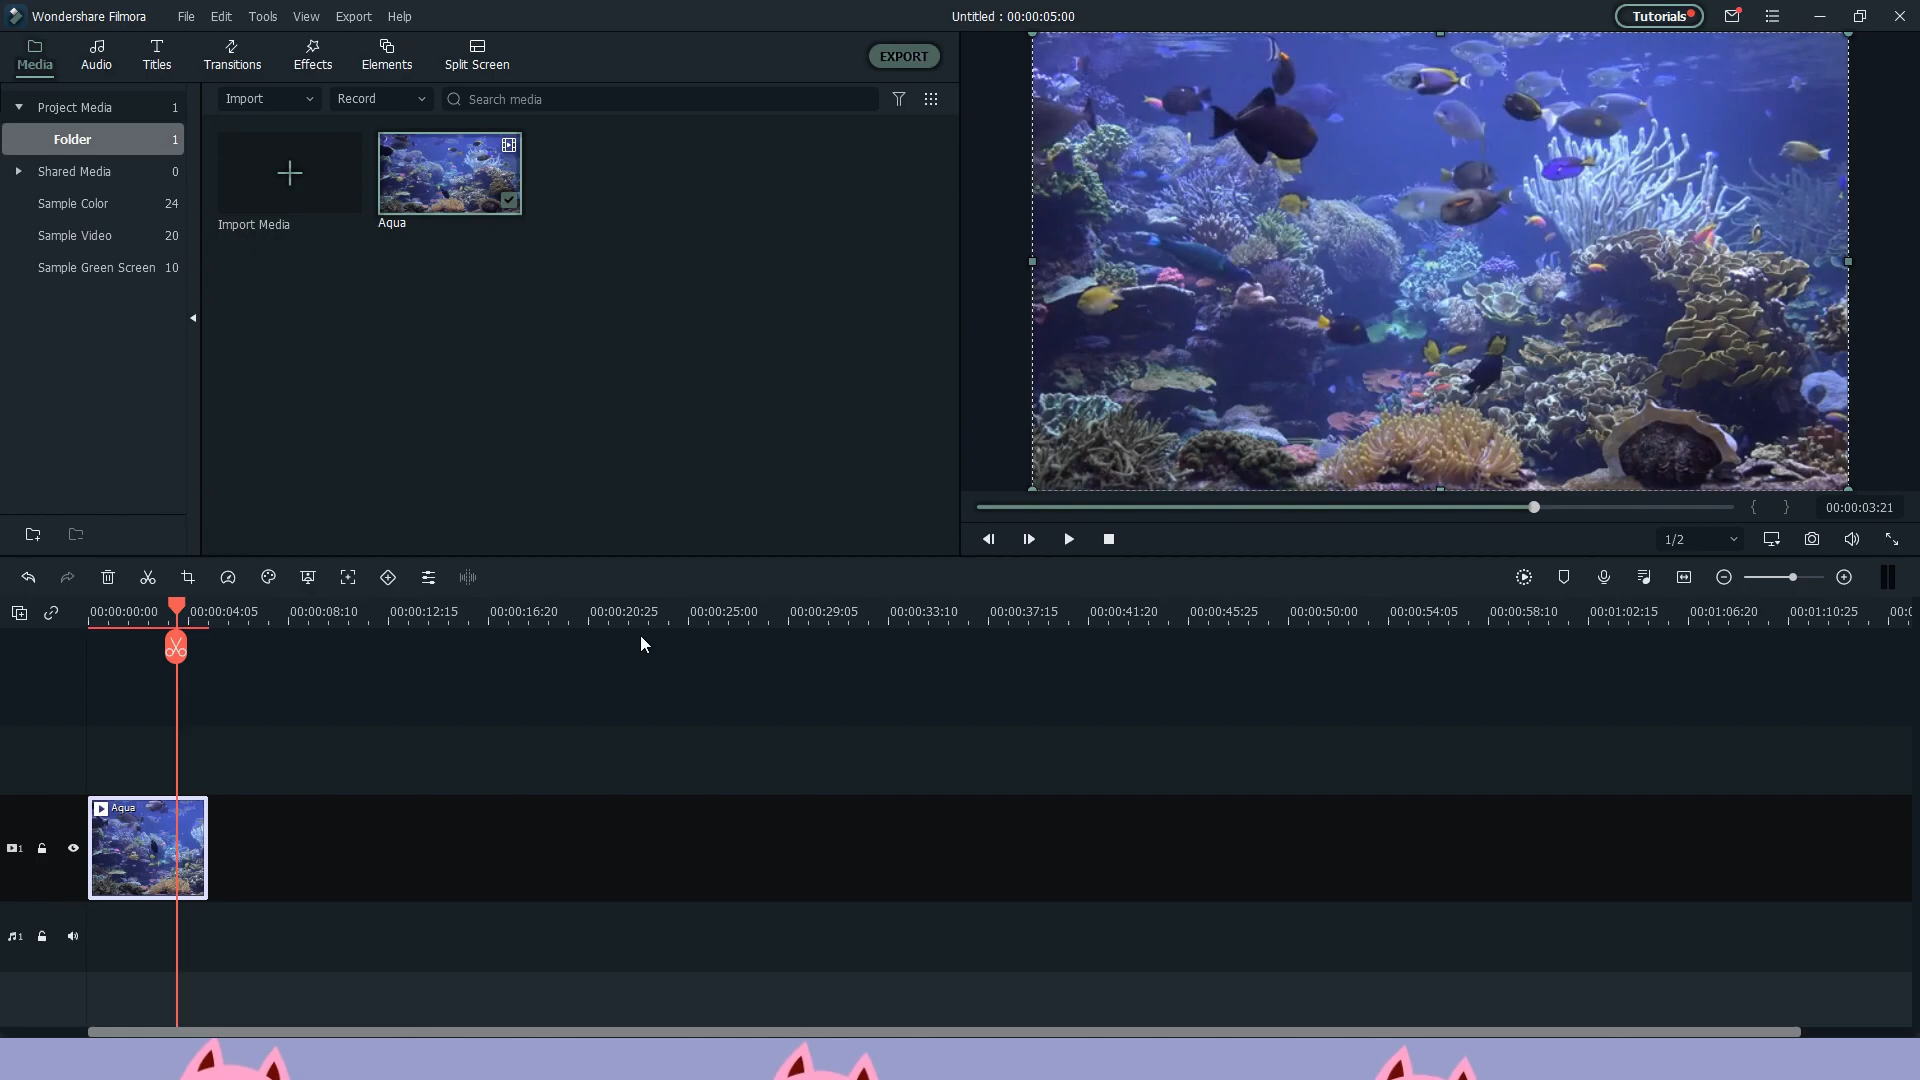 Wondershare Filmora File Edit Tools View Export Help Untitled : 00:00:05:00 Tutorials
Media Audio Titles Transitions Effects Elements Split Screen EXPORT
Project Media 1
Folder 1
Shared Media 0
Sample Color 24
Sample Video 20
Sample Green Screen 10
Import Record Search media
Import Media
Aqua
00:00:03:21
1/2
00:00:00:00 00:00:04:05 00:00:08:10 00:00:12:15 00:00:16:20 00:00:20:25 00:00:25:00 00:00:29:05 00:00:33:10 00:00:37:15 00:00:41:20 00:00:45:25 00:00:50:00 00:00:54:05 00:00:58:10 00:01:02:15 00:01:06:20 00:01:10:25
Aqua
1
1